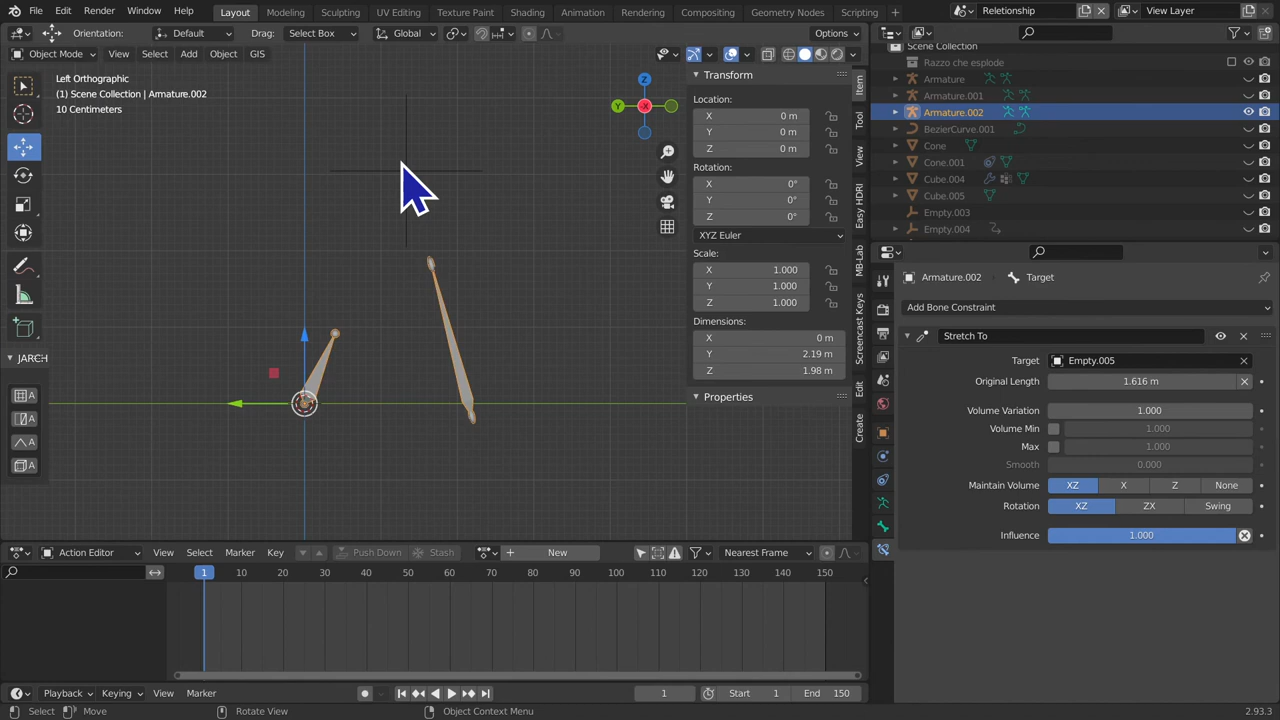 File Edit Render Window Help Layout Modeling Sculpting UV Editing Texture Paint Shading Animation Rendering Compositing Geometry Nodes Scripting Relationship View Layer
Orientation: Default Drag: Select Box Global Options
Object Mode View Select Add Object GIS
Left Orthographic
(1) Scene Collection | Armature.002
10 Centimeters
JARCH
A
A
A
A
Z
Y
X
Transform
Location:
X 0 m
Y 0 m
Z 0 m
Rotation:
X 0°
Y 0°
Z 0°
XYZ Euler
Scale:
X 1.000
Y 1.000
Z 1.000
Dimensions:
X 0 m
Y 2.19 m
Z 1.98 m
Properties
Item
Tool
View
Easy HDRI
MB-Lab
Screencast Keys
Edit
Create
Scene Collection
Razzo che esplode
Armature
Armature.001
Armature.002
BezierCurve.001
Cone
Cone.001
Cube.004
Cube.005
Empty.003
Empty.004
Armature.002 Target
Add Bone Constraint
Stretch To
Target Empty.005
Original Length 1.616 m
Volume Variation 1.000
Volume Min 1.000
Max 1.000
Smooth 0.000
Maintain Volume XZ X Z None
Rotation XZ ZX Swing
Influence 1.000
Action Editor View Select Marker Key Push Down Stash New Nearest Frame
1 10 20 30 40 50 60 70 80 90 100 110 120 130 140 150
Playback Keying View Marker 1 Start 1 End 150
Select Move Rotate View Object Context Menu 2.93.3